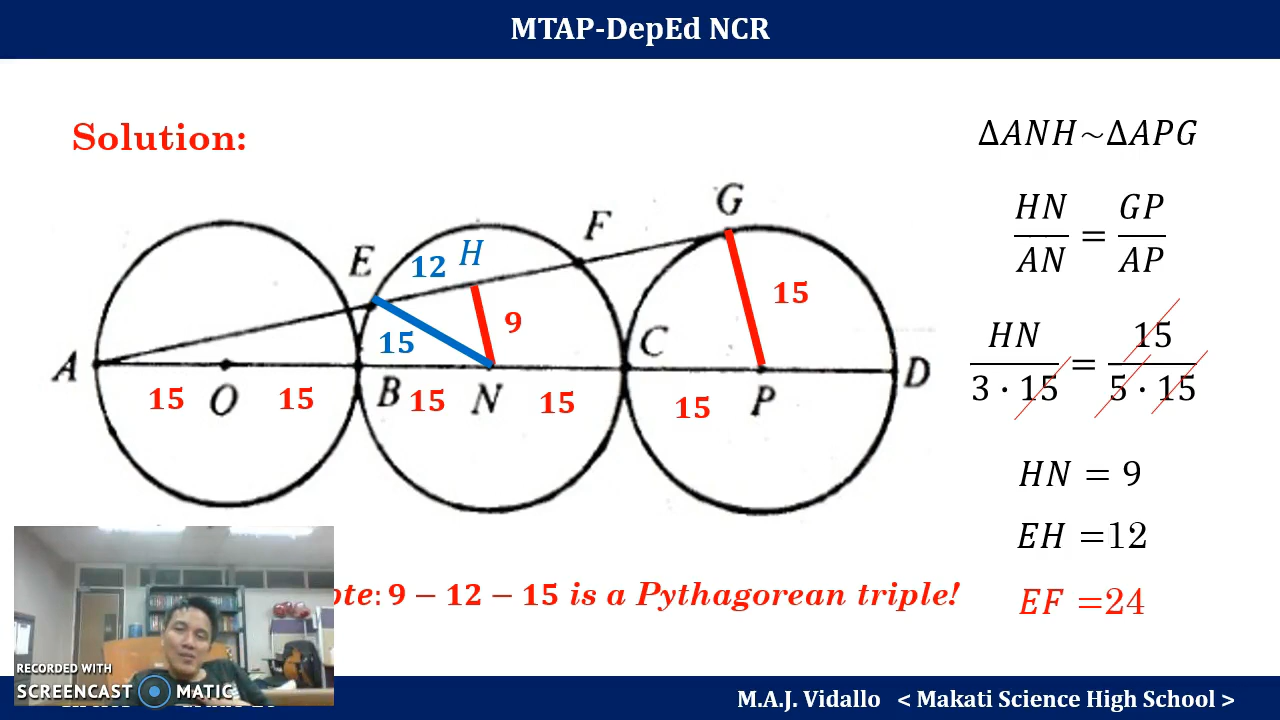 MTAP-DepEd NCR
Solution:
ΔANH~ΔAPG
HN/AN = GP/AP
HN/3 · 15 = 15/5 · 15
HN = 9
EH =12
EF =24
G
F
H
E
12
15
9
15
C
A
B
N
D
O
P
15
15
15
15
15
: 9 − 12 − 15 is a Pythagorean triple!
RECORDED WITH
SCREENCAST MATIC
M.A.J. Vidallo < Makati Science High School >